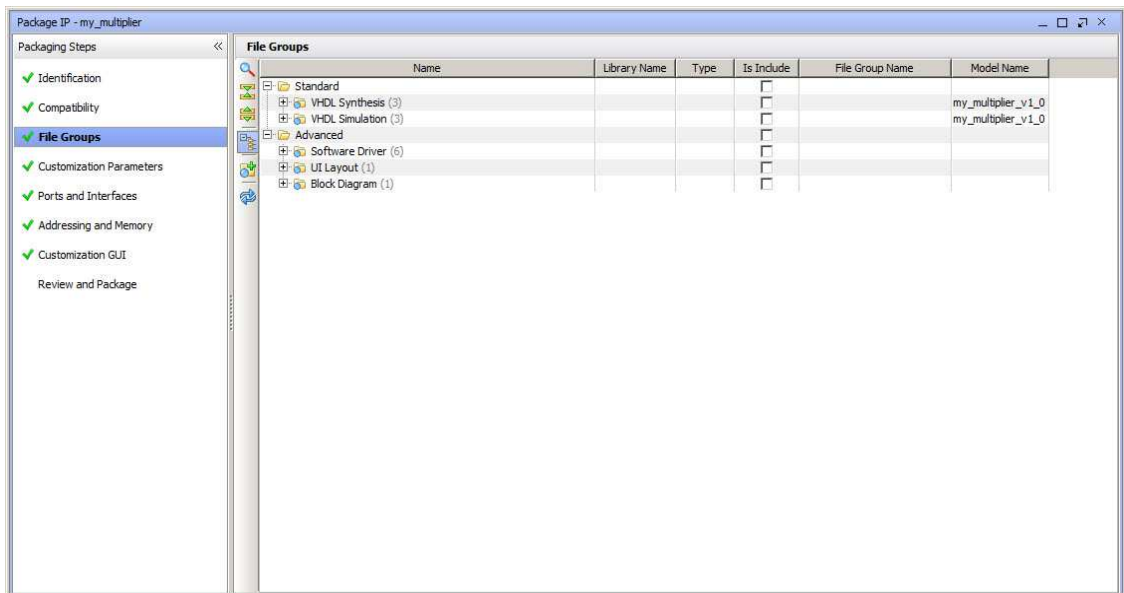 Package IP - my_multiplier
Packaging Steps
Identification
Compatibility
File Groups
Customization Parameters
Ports and Interfaces
Addressing and Memory
Customization GUI
Review and Package
File Groups
Name Library Name Type Is Include File Group Name Model Name
Standard
VHDL Synthesis (3) my_multiplier_v1_0
VHDL Simulation (3) my_multiplier_v1_0
Advanced
Software Driver (6)
UI Layout (1)
Block Diagram (1)